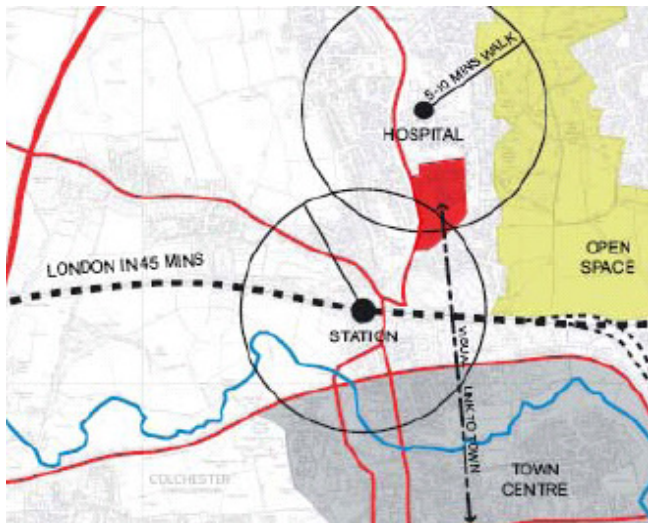 5-10 MINS WALK
HOSPITAL
OPEN
SPACE
LONDON IN 45 MINS
STATION
VISUAL LINK TO TOWN
TOWN
CENTRE
COLCHESTER